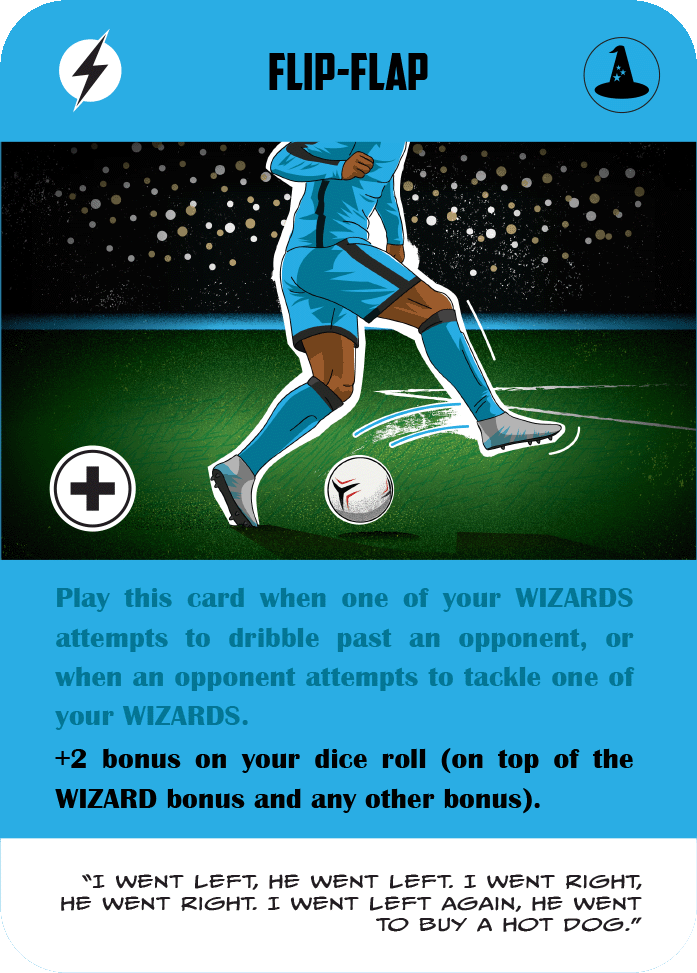 FLIP-FLAP
Play this card when one of your WIZARDS
attempts to dribble past an opponent, or
when an opponent attempts to tackle one of
your WIZARDS.
+2 bonus on your dice roll (on top of the
WIZARD bonus and any other bonus).
“I WENT LEFT, HE WENT LEFT. I WENT RIGHT,
HE WENT RIGHT. I WENT LEFT AGAIN, HE WENT
TO BUY A HOT DOG.”